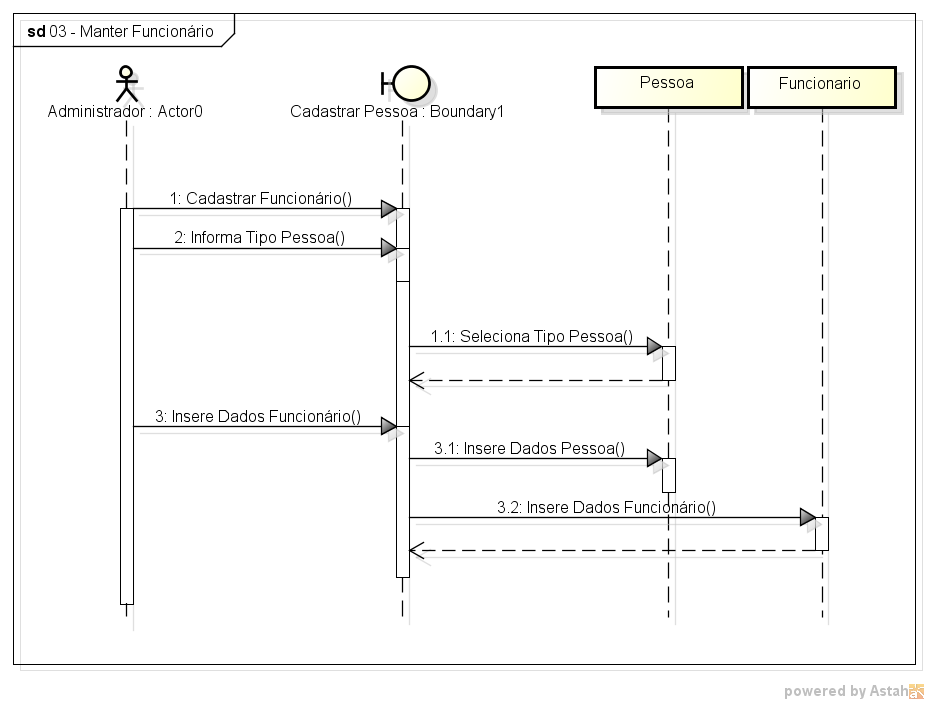 sd 03 - Manter Funcionário
Administrador : Actor0
Cadastrar Pessoa : Boundary1
Pessoa
Funcionario
1: Cadastrar Funcionário()
2: Informa Tipo Pessoa()
1.1: Seleciona Tipo Pessoa()
3: Insere Dados Funcionário()
3.1: Insere Dados Pessoa()
3.2: Insere Dados Funcionário()
powered by Astah